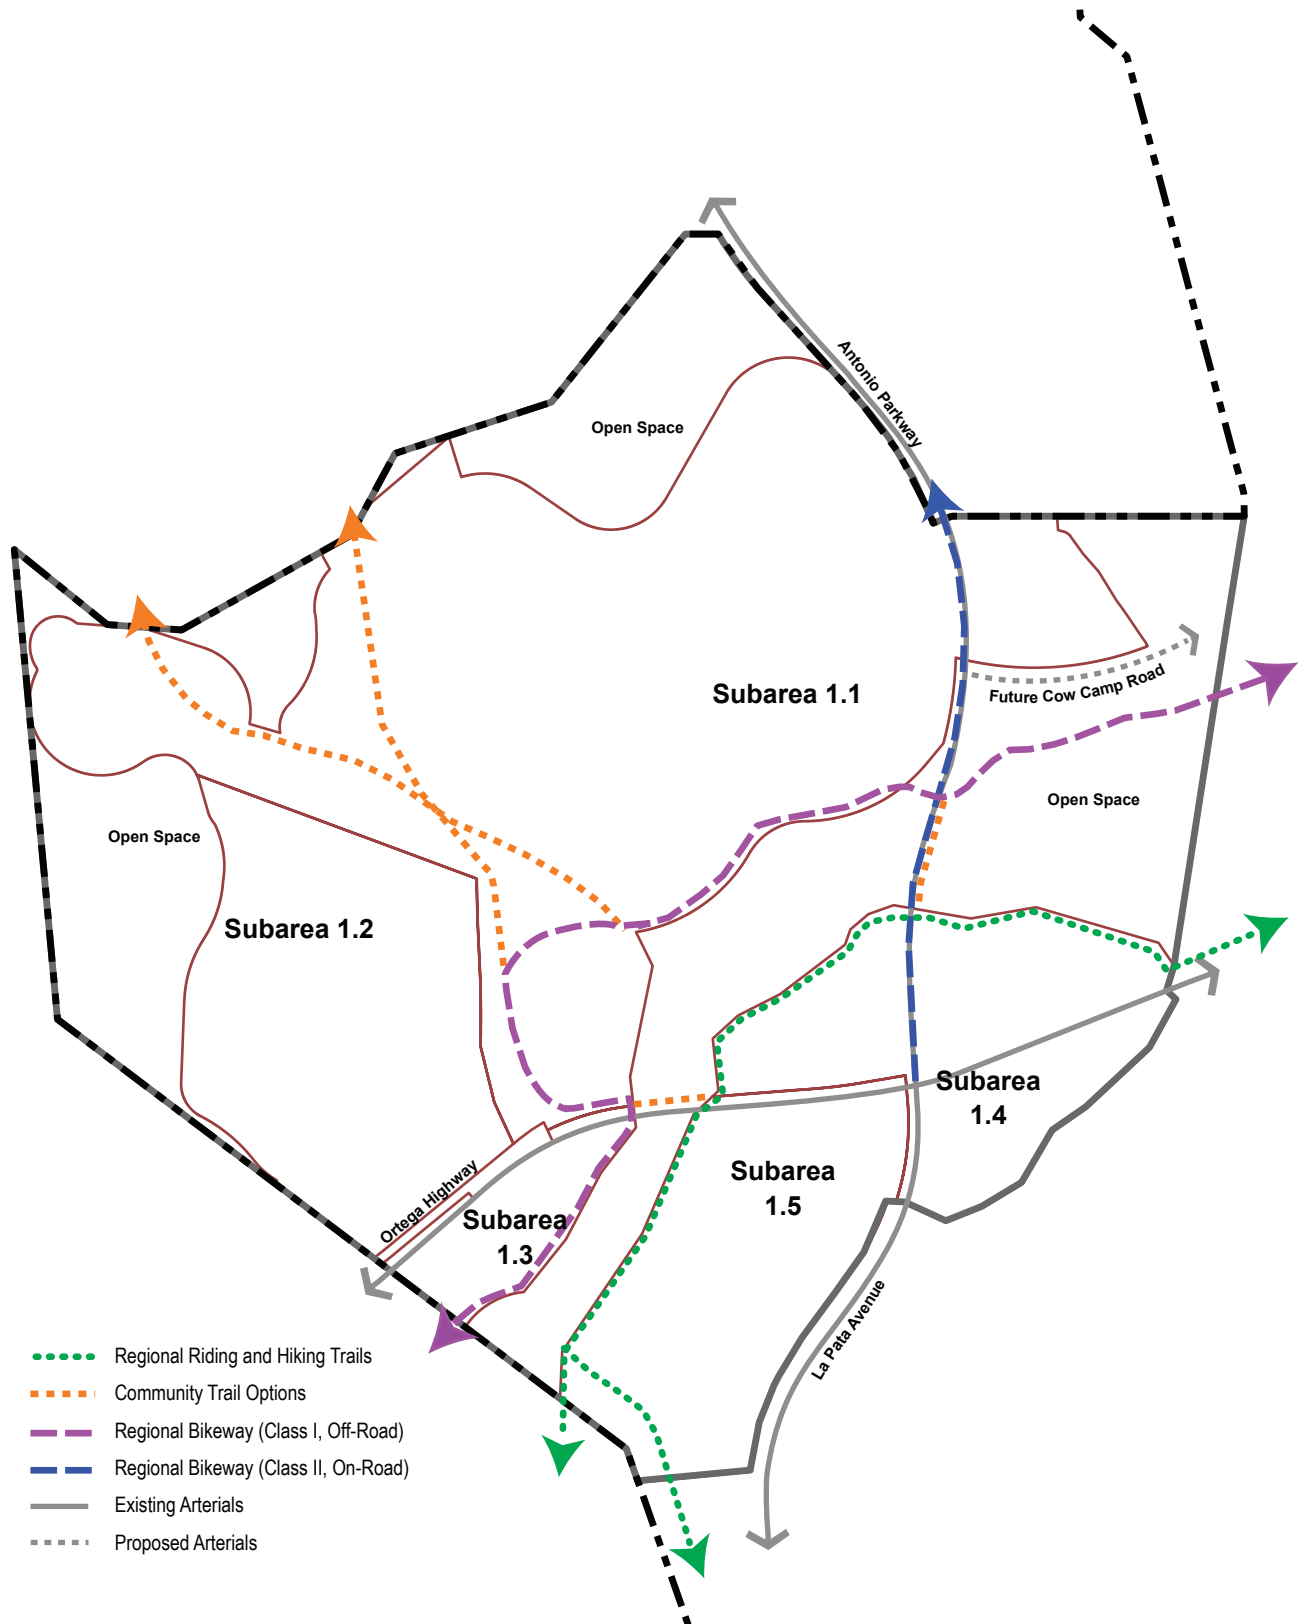 Antonio Parkway
Open Space
Subarea 1.1
Future Cow Camp Road
Open Space
Open Space
Subarea 1.2
Subarea
1.4
Subarea
1.5
Ortega Highway
Subarea
1.3
La Pata Avenue
Regional Riding and Hiking Trails
Community Trail Options
Regional Bikeway (Class I, Off-Road)
Regional Bikeway (Class II, On-Road)
Existing Arterials
Proposed Arterials